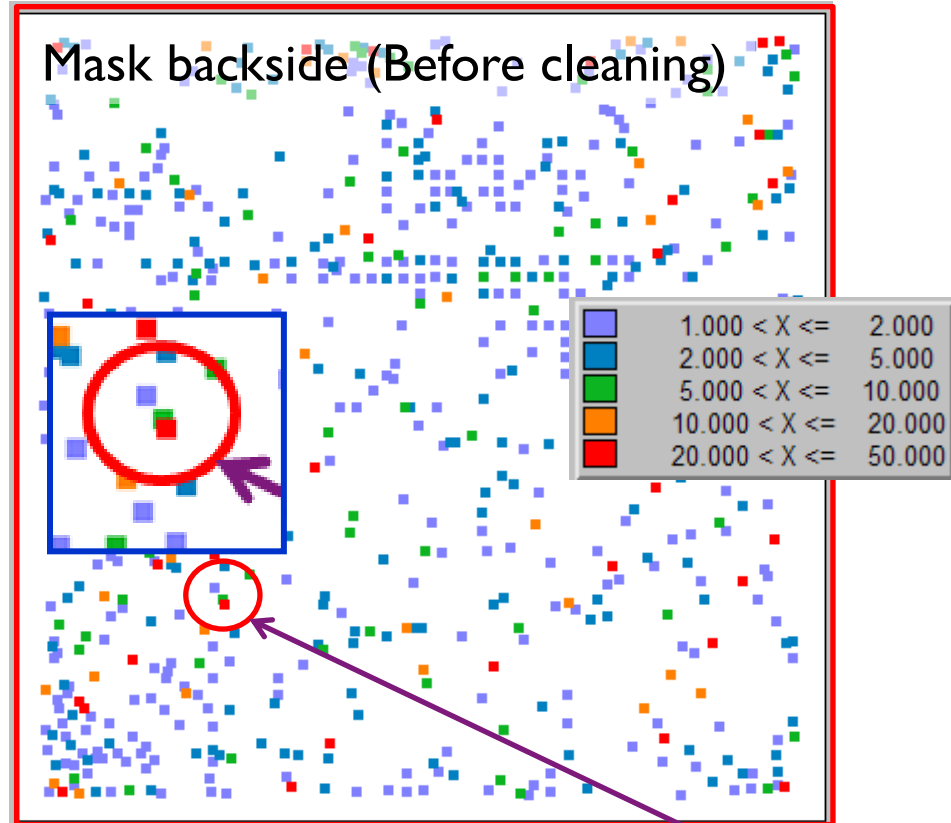 Mask backside (Before cleaning)
1.000 < X <= 2.000
2.000 < X <= 5.000
5.000 < X <= 10.000
10.000 < X <= 20.000
20.000 < X <= 50.000